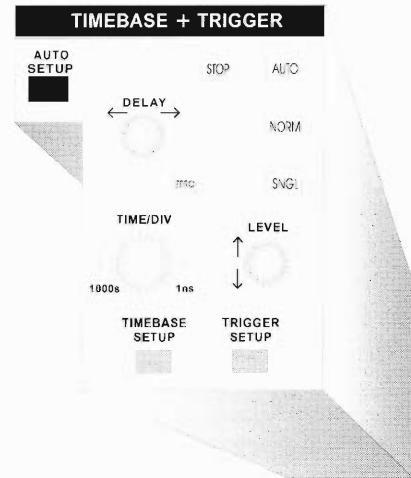 TIMEBASE + TRIGGER
AUTO
SETUP
STOP AUTO
DELAY
NORM
SNGL
TIME/DIV
LEVEL
1000s 1ns
TIMEBASE
SETUP
TRIGGER
SETUP